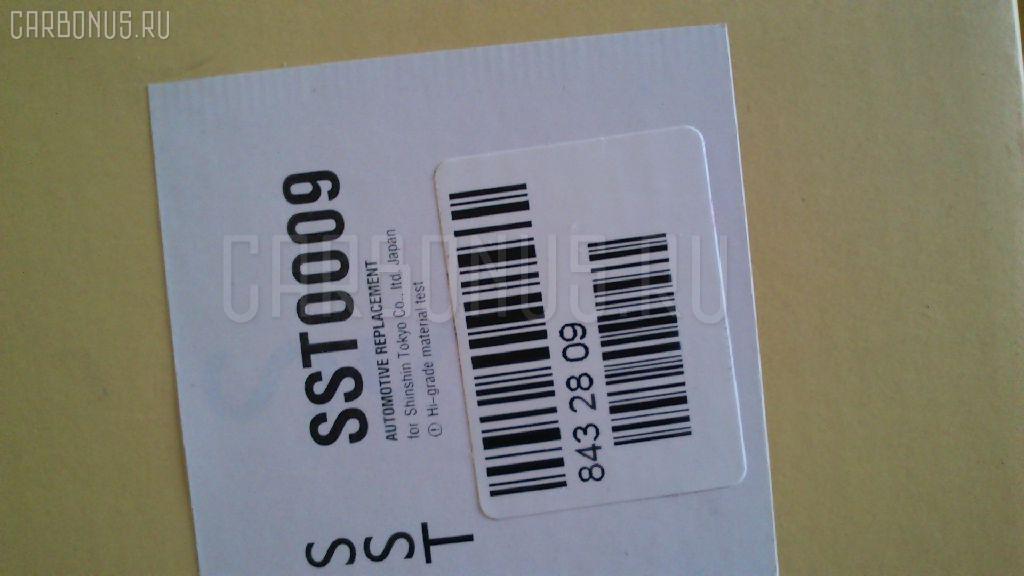 CARBONUS.RU
SST0009
AUTOMOTIVE REPLACEMENT
for Shinshin Tokyo Co., ltd. Japan
① Hi-grade material test
843 28 09
S
S
T
CARBONUS.RU